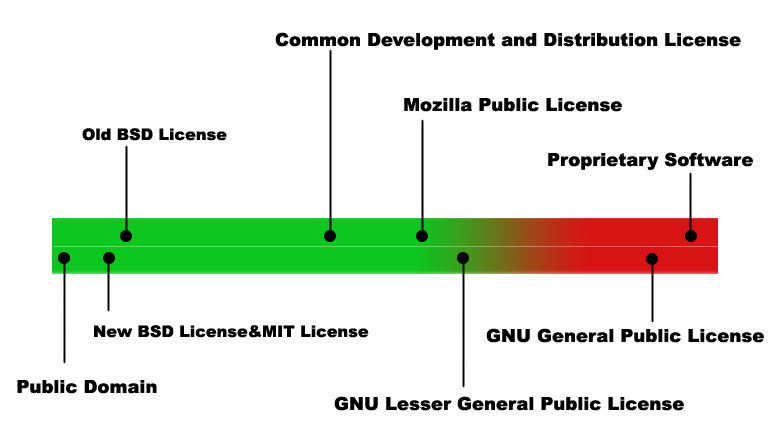 Common Development and Distribution License
Mozilla Public License
Old BSD License
Proprietary Software
New BSD License&MIT License
GNU General Public License
Public Domain
GNU Lesser General Public License